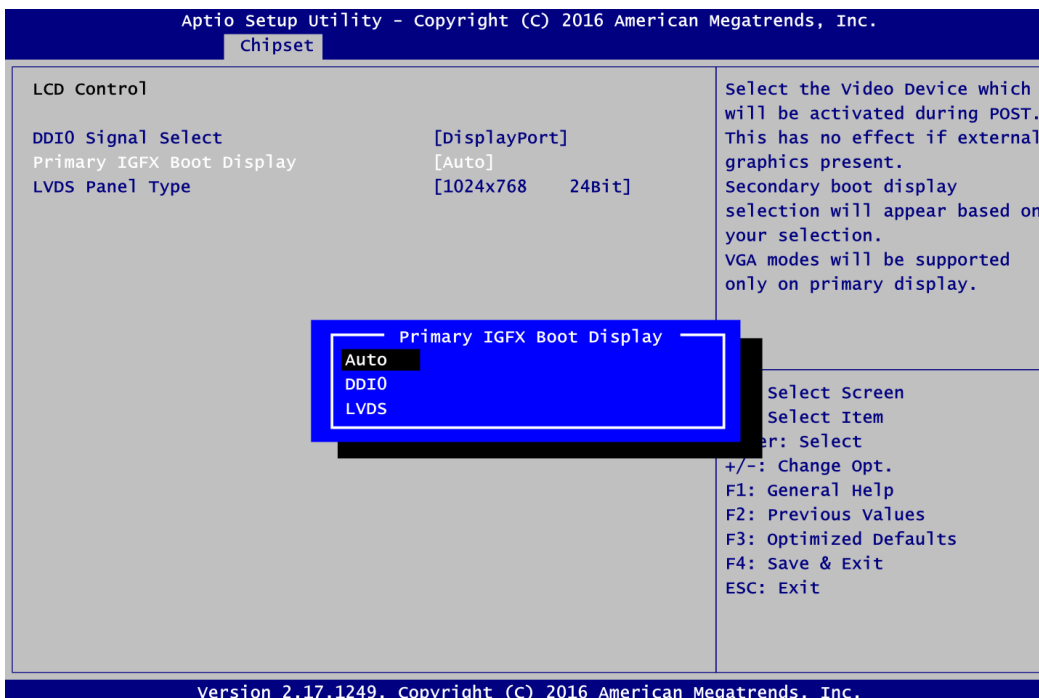 Aptio Setup Utility - Copyright (C) 2016 American Megatrends, Inc.
Chipset
LCD Control
DDI0 Signal Select [DisplayPort]
Primary IGFX Boot Display [Auto]
LVDS Panel Type [1024x768 24Bit]
Select the Video Device which
will be activated during POST.
This has no effect if external
graphics present.
Secondary boot display
selection will appear based on
your selection.
VGA modes will be supported
only on primary display.
Primary IGFX Boot Display
Auto
DDI0
LVDS
Select Screen
Select Item
er: Select
+/-: Change Opt.
F1: General Help
F2: Previous Values
F3: Optimized Defaults
F4: Save & Exit
ESC: Exit
Version 2.17.1249. Copyright (C) 2016 American Megatrends, Inc.